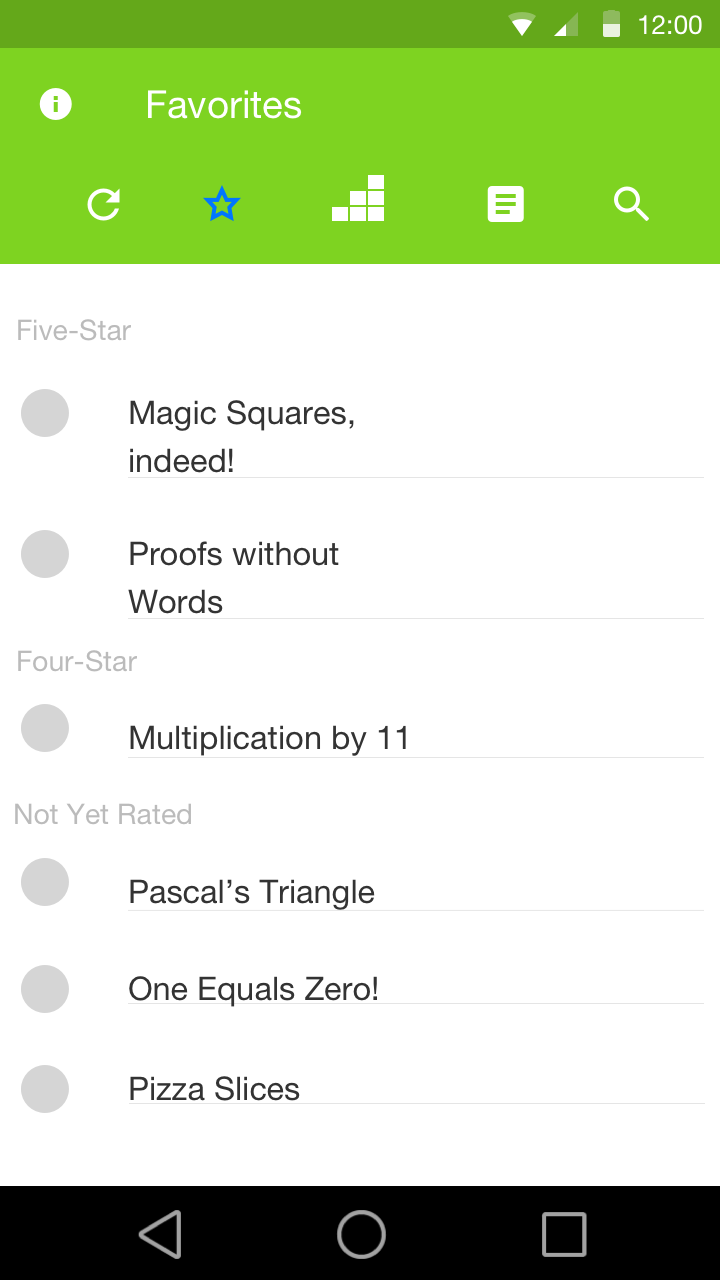 12:00
Favorites
Five-Star
Magic Squares,
indeed!
Proofs without
Words
Four-Star
Multiplication by 11
Not Yet Rated
Pascal’s Triangle
One Equals Zero!
Pizza Slices